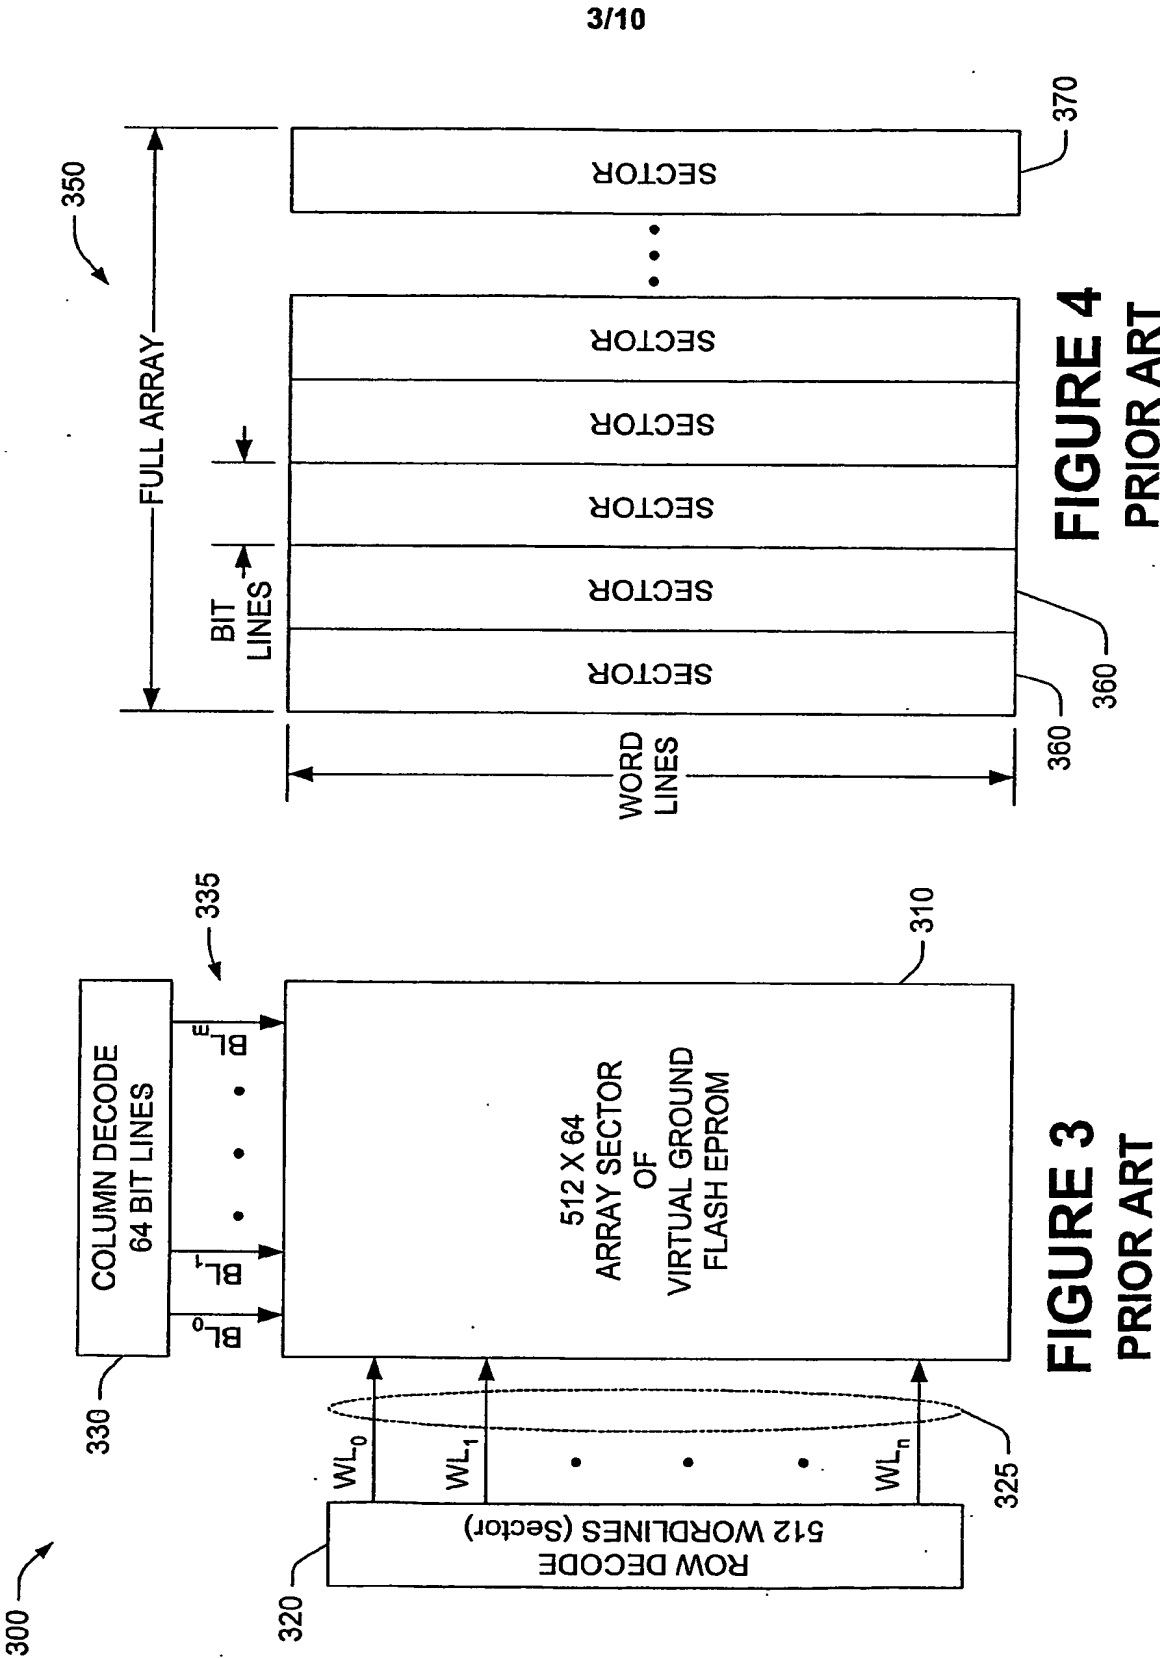 3/10
300
330
COLUMN DECODE
64 BIT LINES
335
BL0
BL1
BLm
320
ROW DECODE
512 WORDLINES (Sector)
WL0
WL1
WLn
325
512 X 64
ARRAY SECTOR
OF
VIRTUAL GROUND
FLASH EPROM
310
FIGURE 3
PRIOR ART
350
FULL ARRAY
BIT
LINES
WORD
LINES
SECTOR
SECTOR
SECTOR
SECTOR
SECTOR
SECTOR
360
360
370
FIGURE 4
PRIOR ART